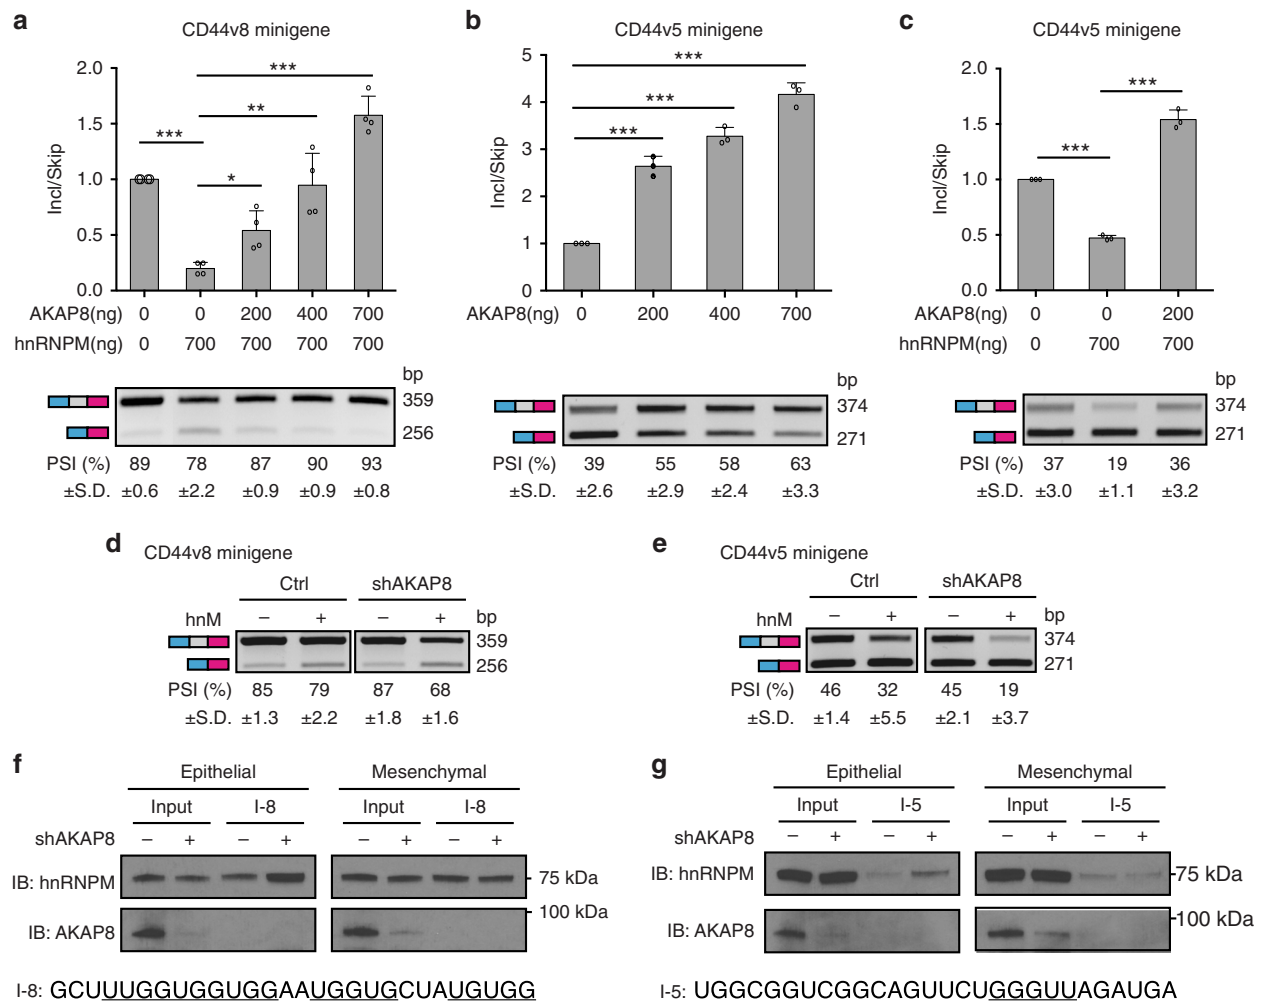 a
CD44v8 minigene
***
**
***
*
2.0
1.5
1.0
0.5
0.0
Incl/Skip
AKAP8(ng) 0 0 200 400 700
hnRNPM(ng) 0 700 700 700 700
bp
359
256
PSI (%) 89 78 87 90 93
±S.D. ±0.6 ±2.2 ±0.9 ±0.9 ±0.8
b
CD44v5 minigene
***
***
***
5
4
3
2
1
0
Incl/Skip
AKAP8(ng) 0 200 400 700
bp
374
271
PSI (%) 39 55 58 63
±S.D. ±2.6 ±2.9 ±2.4 ±3.3
c
CD44v5 minigene
***
***
2.0
1.5
1.0
0.5
0.0
Incl/Skip
AKAP8(ng) 0 0 200
hnRNPM(ng) 0 700 700
bp
374
271
PSI (%) 37 19 36
±S.D. ±3.0 ±1.1 ±3.2
d
CD44v8 minigene
Ctrl shAKAP8
hnM – + – + bp
359
256
PSI (%) 85 79 87 68
±S.D. ±1.3 ±2.2 ±1.8 ±1.6
e
CD44v5 minigene
Ctrl shAKAP8
hnM – + – + bp
374
271
PSI (%) 46 32 45 19
±S.D. ±1.4 ±5.5 ±2.1 ±3.7
f
Epithelial Mesenchymal
Input I-8 Input I-8
shAKAP8 – + – + – + – +
IB: hnRNPM 75 kDa
100 kDa
IB: AKAP8
I-8: GCUUUGGUGGUGGAAUGGUGCUAUGUGG
g
Epithelial Mesenchymal
Input I-5 Input I-5
shAKAP8 – + – + – + – +
IB: hnRNPM 75 kDa
100 kDa
IB: AKAP8
I-5: UGGCGGUCGGCAGUUCUGGGUUAGAUGA